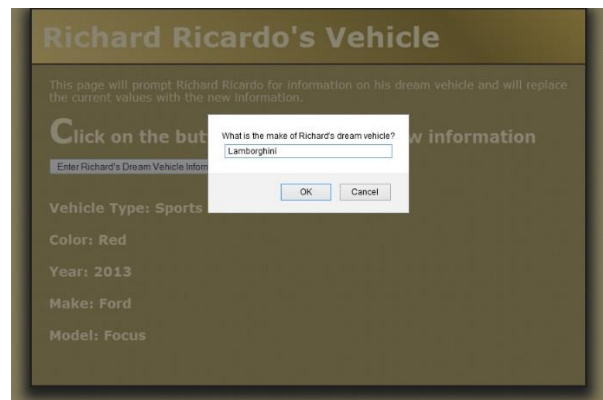 Richard Ricardo's Vehicle
This page will prompt Richard Ricardo for information on his dream vehicle and will replace
the current values with the new information.
Click on the but w information
What is the make of Richard's dream vehicle?
Lamborghini
Enter Richard's Dream Vehicle Inform
OK Cancel
Vehicle Type: Sports
Color: Red
Year: 2013
Make: Ford
Model: Focus